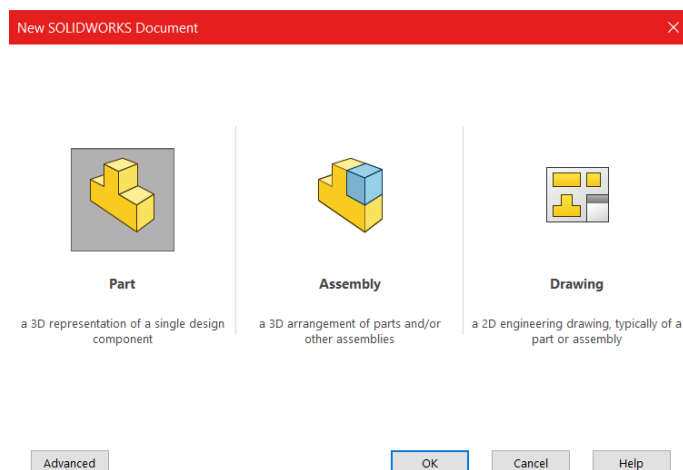 New SOLIDWORKS Document
Part
a 3D representation of a single design
component
Assembly
a 3D arrangement of parts and/or
other assemblies
Drawing
a 2D engineering drawing, typically of a
part or assembly
Advanced
OK
Cancel
Help